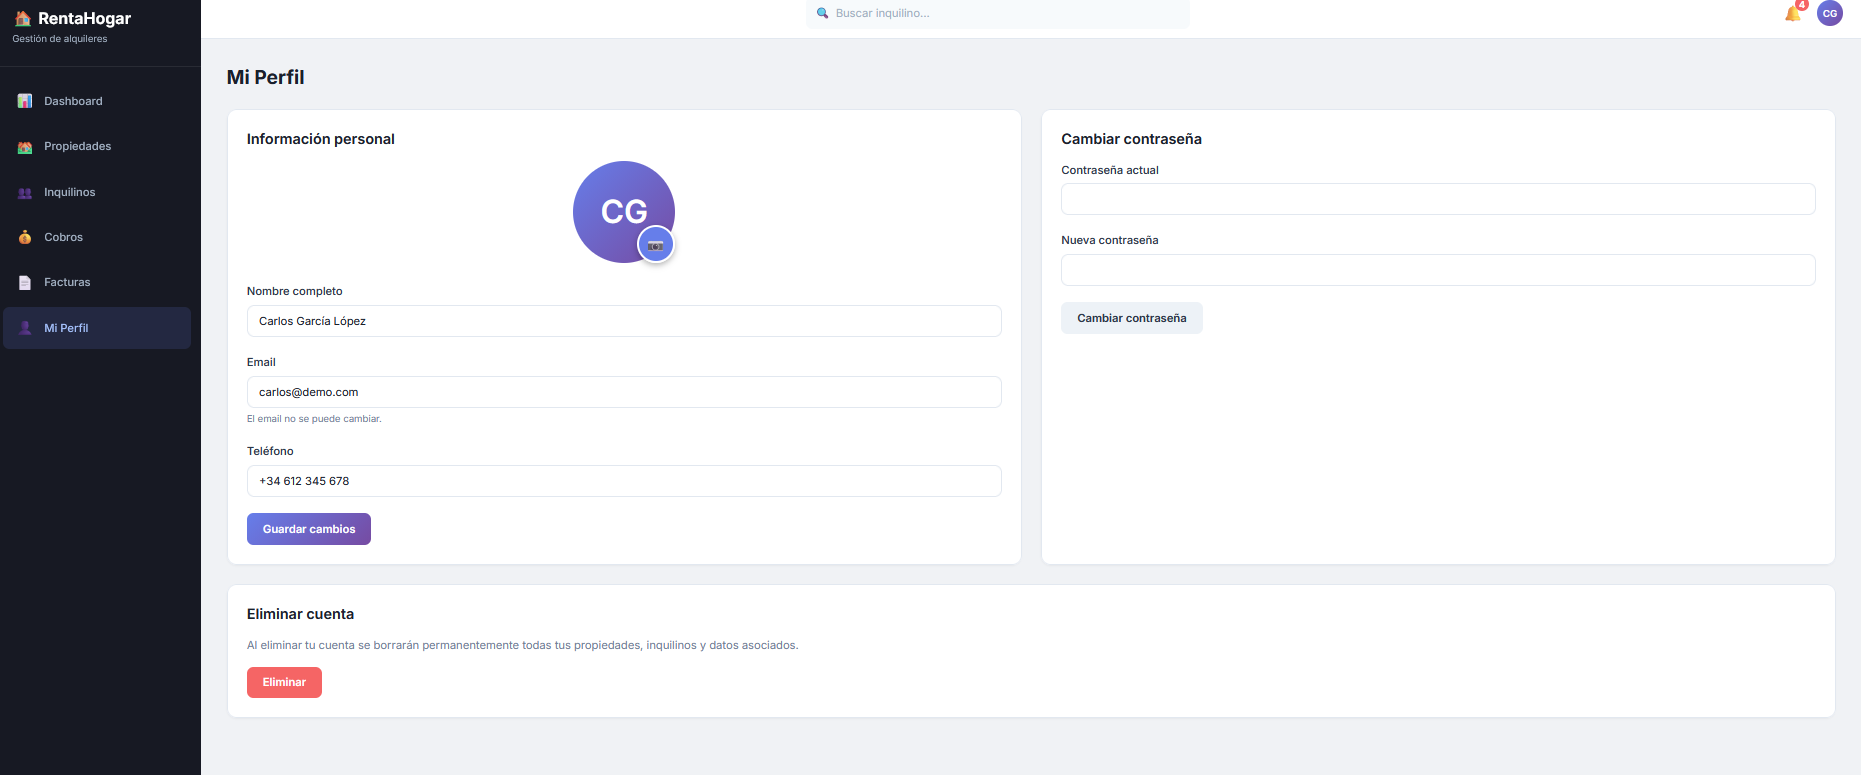 RentaHogar
Gestión de alquileres
Dashboard
Propiedades
Inquilinos
Cobros
Facturas
Mi Perfil
Buscar inquilino...
4
CG
Mi Perfil
Información personal
CG
Nombre completo
Carlos García López
Email
carlos@demo.com
El email no se puede cambiar.
Teléfono
+34 612 345 678
Guardar cambios
Cambiar contraseña
Contraseña actual
Nueva contraseña
Cambiar contraseña
Eliminar cuenta
Al eliminar tu cuenta se borrarán permanentemente todas tus propiedades, inquilinos y datos asociados.
Eliminar